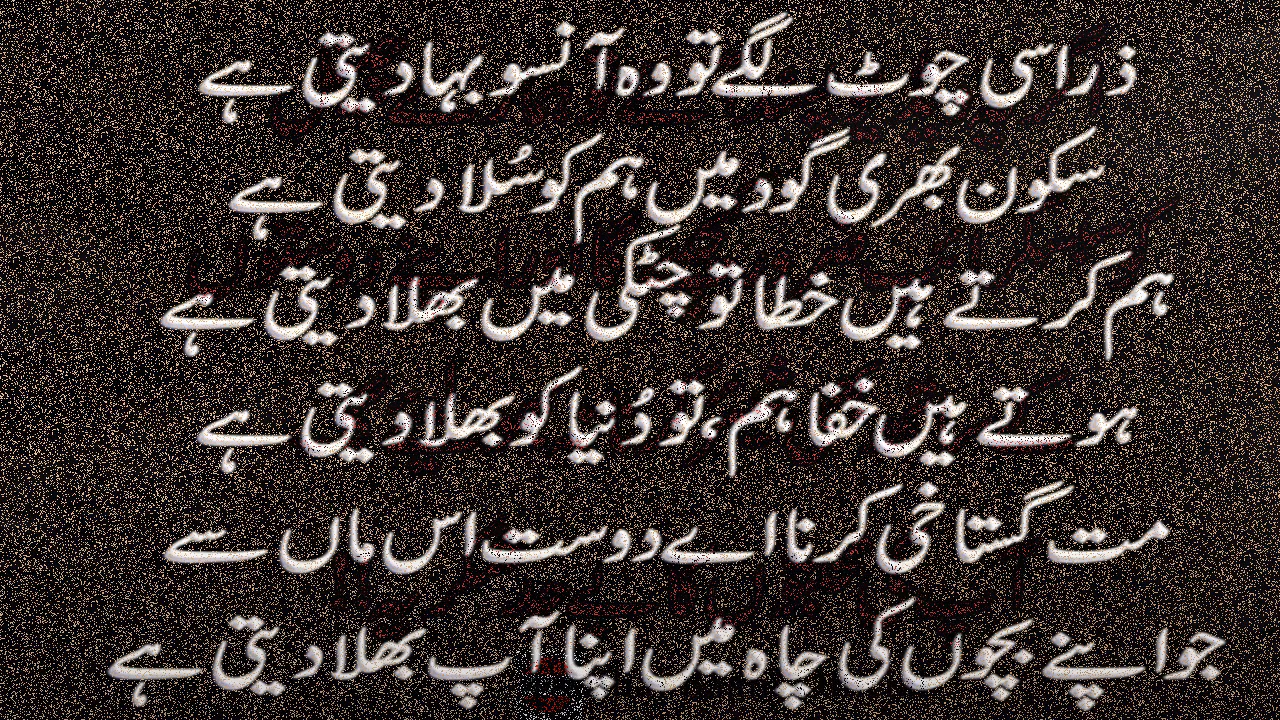 ذرا سی چوٹ لگے تو وہ آنسو بہا دیتی ہے
سکون بھری گود میں ہم کو سُلا دیتی ہے
ہم کرتے ہیں خطا تو چٹکی میں بھلا دیتی ہے
ہوتے ہیں خفا ہم، تو دُنیا کو بھلا دیتی ہے
مت گستاخی کرنا اے دوست اس ماں سے
جو اپنے بچوں کی چاہ میں اپنا آپ بھلا دیتی ہے